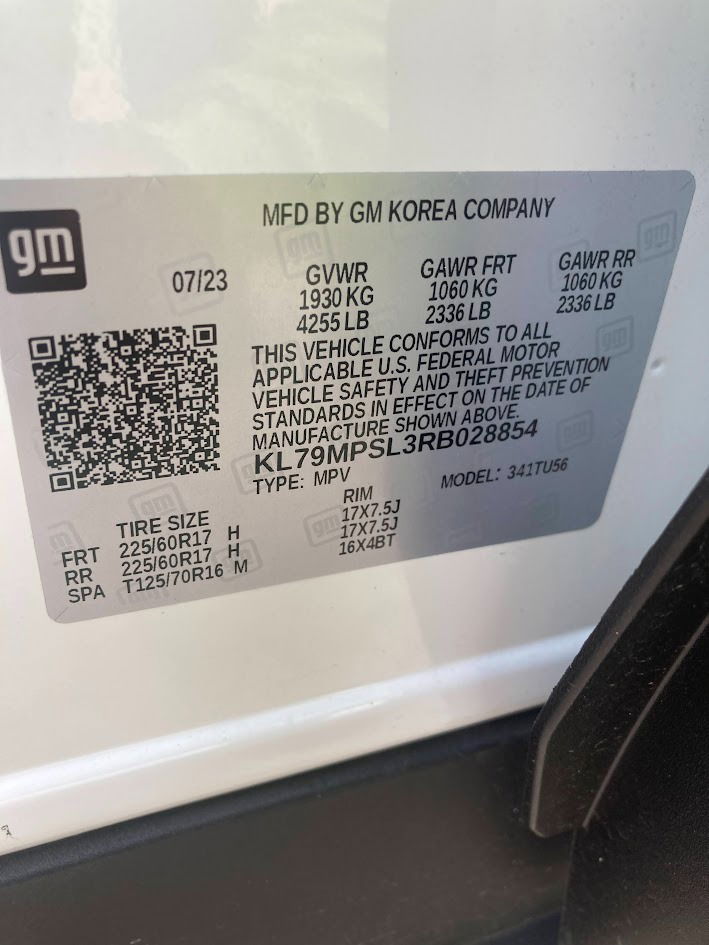 gm
MFD BY GM KOREA COMPANY
07/23
GVWR
1930 KG
4255 LB
GAWR FRT
1060 KG
2336 LB
GAWR RR
1060 KG
2336 LB
THIS VEHICLE CONFORMS TO ALL
APPLICABLE U.S. FEDERAL MOTOR
VEHICLE SAFETY AND THEFT PREVENTION
STANDARDS IN EFFECT ON THE DATE OF
MANUFACTURE SHOWN ABOVE.
KL79MPSL3RB028854
TYPE: MPV MODEL: 341TU56
TIRE SIZE RIM
FRT 225/60R17 H 17X7.5J
RR 225/60R17 H 17X7.5J
SPA T125/70R16 M 16X4BT